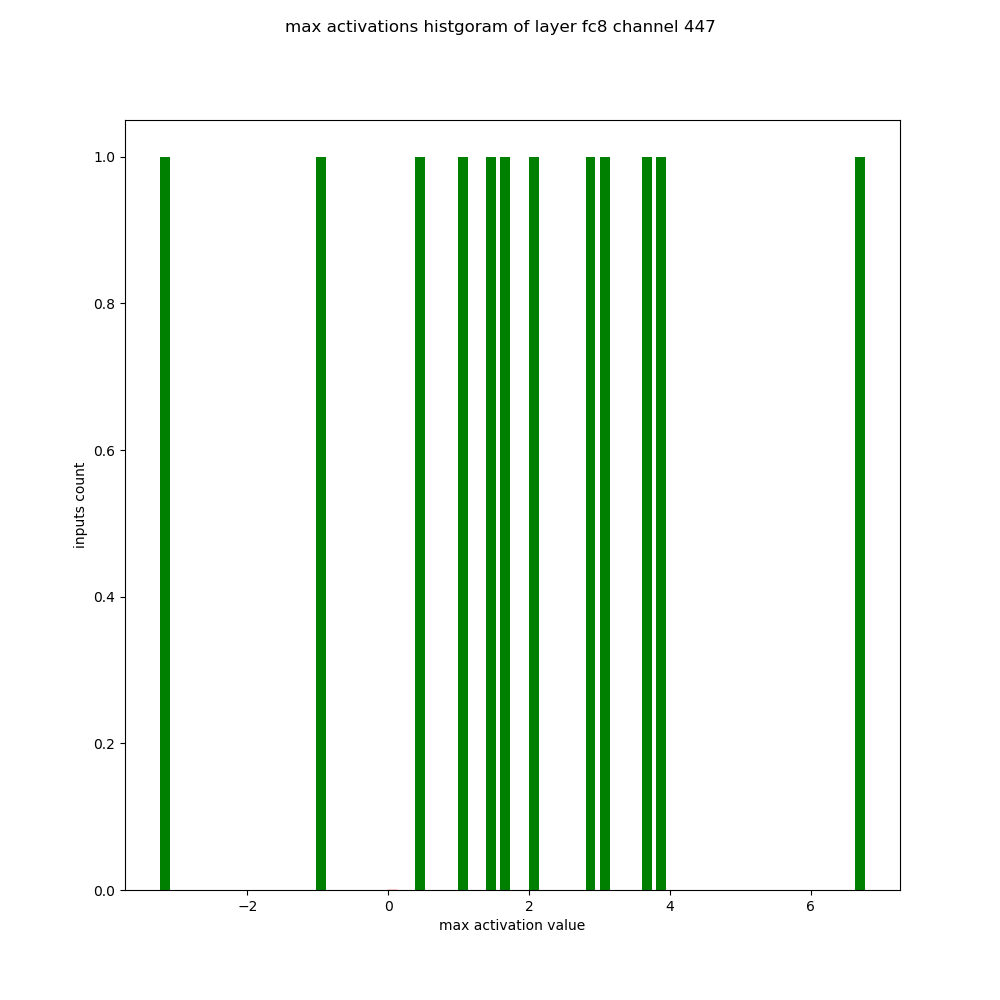 max activations histgoram of layer fc8 channel 447
1.0
0.8
0.6
0.4
0.2
0.0
inputs count
−2 0 2 4 6
max activation value